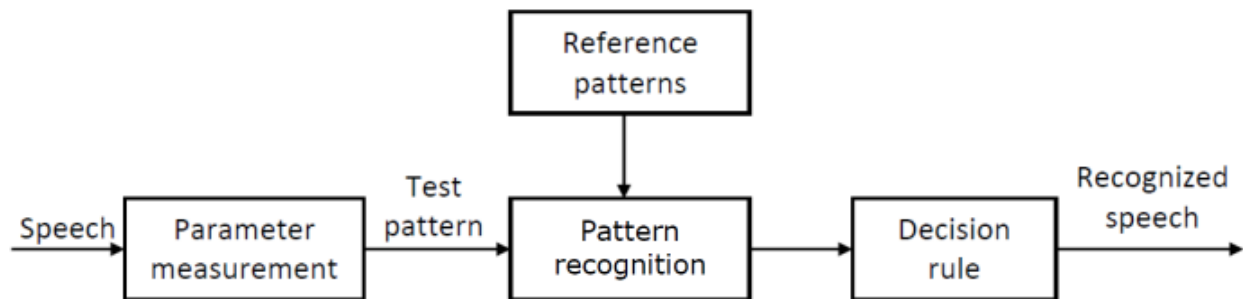 Reference
patterns
Speech
Parameter
measurement
Test
pattern
Pattern
recognition
Decision
rule
Recognized
speech